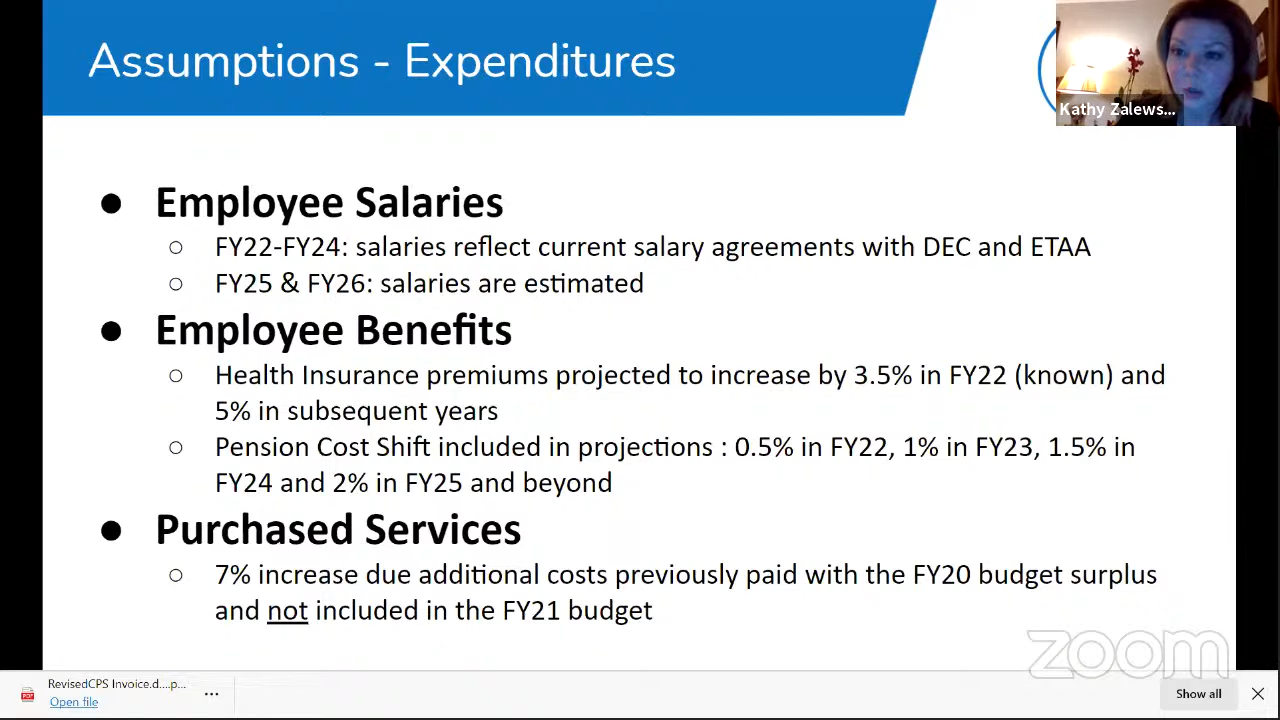 Assumptions - Expenditures
Kathy Zalews...
● Employee Salaries
○ FY22-FY24: salaries reflect current salary agreements with DEC and ETAA
○ FY25 & FY26: salaries are estimated
● Employee Benefits
○ Health Insurance premiums projected to increase by 3.5% in FY22 (known) and
5% in subsequent years
○ Pension Cost Shift included in projections : 0.5% in FY22, 1% in FY23, 1.5% in
FY24 and 2% in FY25 and beyond
● Purchased Services
○ 7% increase due additional costs previously paid with the FY20 budget surplus
and not included in the FY21 budget
zoom
RevisedCPS Invoice.d....p...
Open file
...
Show all